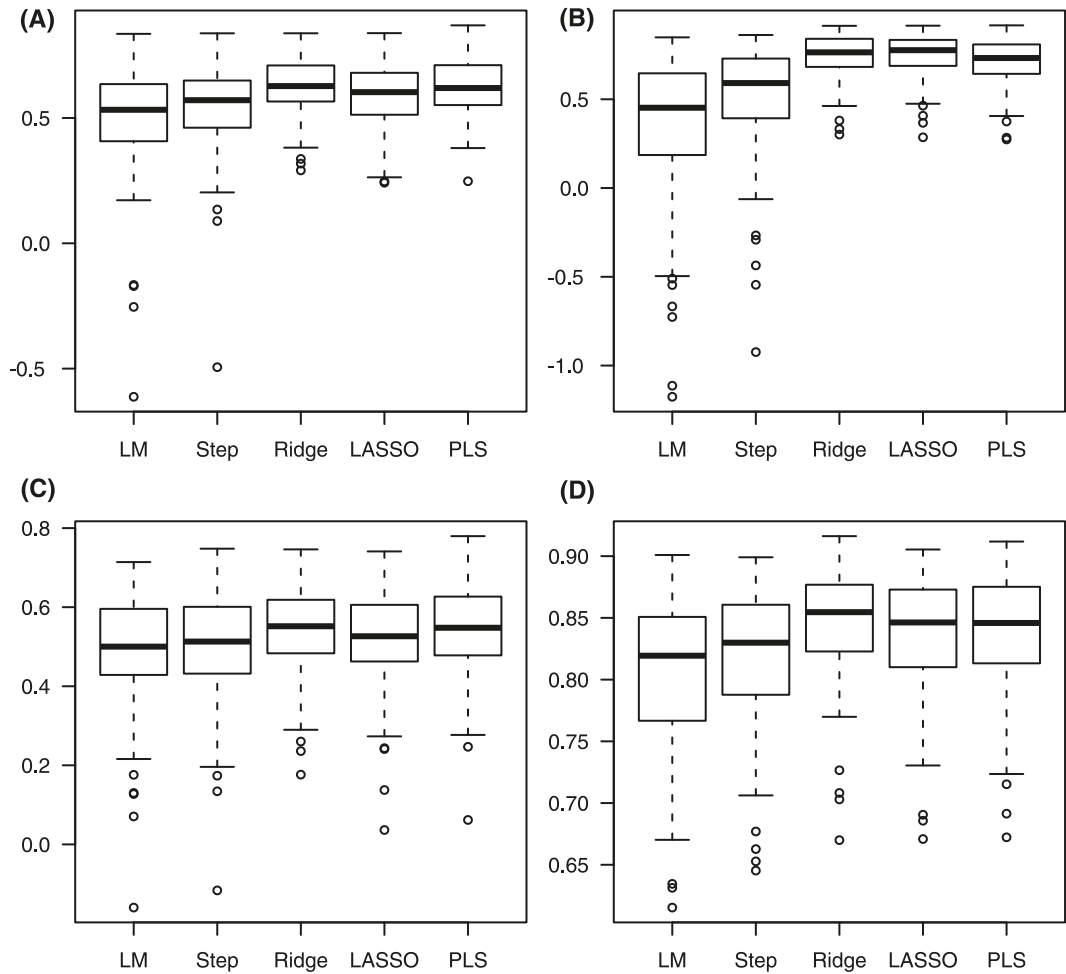 (A)
0.5
0.0
-0.5
LM Step Ridge LASSO PLS
(B)
0.5
0.0
-0.5
-1.0
LM Step Ridge LASSO PLS
(C)
0.8
0.6
0.4
0.2
0.0
LM Step Ridge LASSO PLS
(D)
0.90
0.85
0.80
0.75
0.70
0.65
LM Step Ridge LASSO PLS